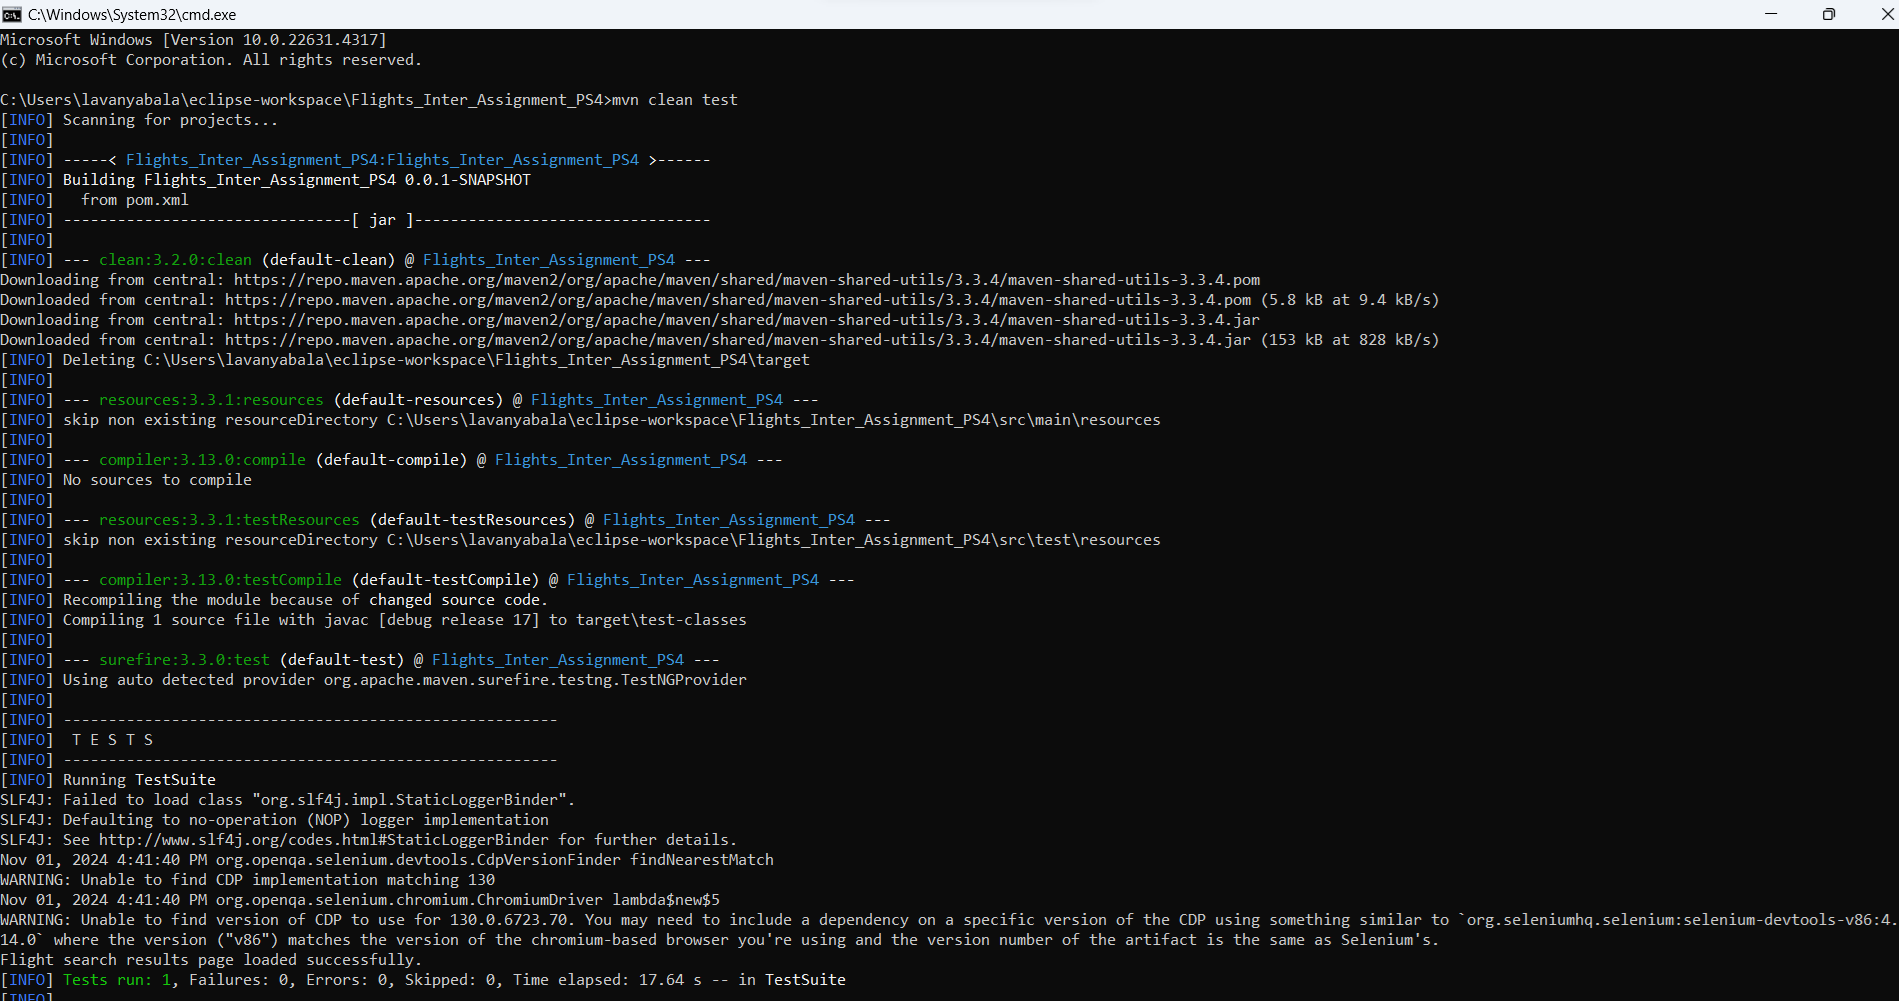 C:\Windows\System32\cmd.exe
Microsoft Windows [Version 10.0.22631.4317]
(c) Microsoft Corporation. All rights reserved.
C:\Users\lavanyabala\eclipse-workspace\Flights_Inter_Assignment_PS4>mvn clean test
[INFO] Scanning for projects...
[INFO]
[INFO] -----< Flights_Inter_Assignment_PS4:Flights_Inter_Assignment_PS4 >------
[INFO] Building Flights_Inter_Assignment_PS4 0.0.1-SNAPSHOT
[INFO]   from pom.xml
[INFO] --------------------------------[ jar ]---------------------------------
[INFO]
[INFO] --- clean:3.2.0:clean (default-clean) @ Flights_Inter_Assignment_PS4 ---
Downloading from central: https://repo.maven.apache.org/maven2/org/apache/maven/shared/maven-shared-utils/3.3.4/maven-shared-utils-3.3.4.pom
Downloaded from central: https://repo.maven.apache.org/maven2/org/apache/maven/shared/maven-shared-utils/3.3.4/maven-shared-utils-3.3.4.pom (5.8 kB at 9.4 kB/s)
Downloading from central: https://repo.maven.apache.org/maven2/org/apache/maven/shared/maven-shared-utils/3.3.4/maven-shared-utils-3.3.4.jar
Downloaded from central: https://repo.maven.apache.org/maven2/org/apache/maven/shared/maven-shared-utils/3.3.4/maven-shared-utils-3.3.4.jar (153 kB at 828 kB/s)
[INFO] Deleting C:\Users\lavanyabala\eclipse-workspace\Flights_Inter_Assignment_PS4\target
[INFO]
[INFO] --- resources:3.3.1:resources (default-resources) @ Flights_Inter_Assignment_PS4 ---
[INFO] skip non existing resourceDirectory C:\Users\lavanyabala\eclipse-workspace\Flights_Inter_Assignment_PS4\src\main\resources
[INFO]
[INFO] --- compiler:3.13.0:compile (default-compile) @ Flights_Inter_Assignment_PS4 ---
[INFO] No sources to compile
[INFO]
[INFO] --- resources:3.3.1:testResources (default-testResources) @ Flights_Inter_Assignment_PS4 ---
[INFO] skip non existing resourceDirectory C:\Users\lavanyabala\eclipse-workspace\Flights_Inter_Assignment_PS4\src\test\resources
[INFO]
[INFO] --- compiler:3.13.0:testCompile (default-testCompile) @ Flights_Inter_Assignment_PS4 ---
[INFO] Recompiling the module because of changed source code.
[INFO] Compiling 1 source file with javac [debug release 17] to target\test-classes
[INFO]
[INFO] --- surefire:3.3.0:test (default-test) @ Flights_Inter_Assignment_PS4 ---
[INFO] Using auto detected provider org.apache.maven.surefire.testng.TestNGProvider
[INFO]
[INFO] -------------------------------------------------------
[INFO]  T E S T S
[INFO] -------------------------------------------------------
[INFO] Running TestSuite
SLF4J: Failed to load class "org.slf4j.impl.StaticLoggerBinder".
SLF4J: Defaulting to no-operation (NOP) logger implementation
SLF4J: See http://www.slf4j.org/codes.html#StaticLoggerBinder for further details.
Nov 01, 2024 4:41:40 PM org.openqa.selenium.devtools.CdpVersionFinder findNearestMatch
WARNING: Unable to find CDP implementation matching 130
Nov 01, 2024 4:41:40 PM org.openqa.selenium.chromium.ChromiumDriver lambda$new$5
WARNING: Unable to find version of CDP to use for 130.0.6723.70. You may need to include a dependency on a specific version of the CDP using something similar to `org.seleniumhq.selenium:selenium-devtools-v86:4.
14.0` where the version ("v86") matches the version of the chromium-based browser you're using and the version number of the artifact is the same as Selenium's.
Flight search results page loaded successfully.
[INFO] Tests run: 1, Failures: 0, Errors: 0, Skipped: 0, Time elapsed: 17.64 s -- in TestSuite
[INFO]